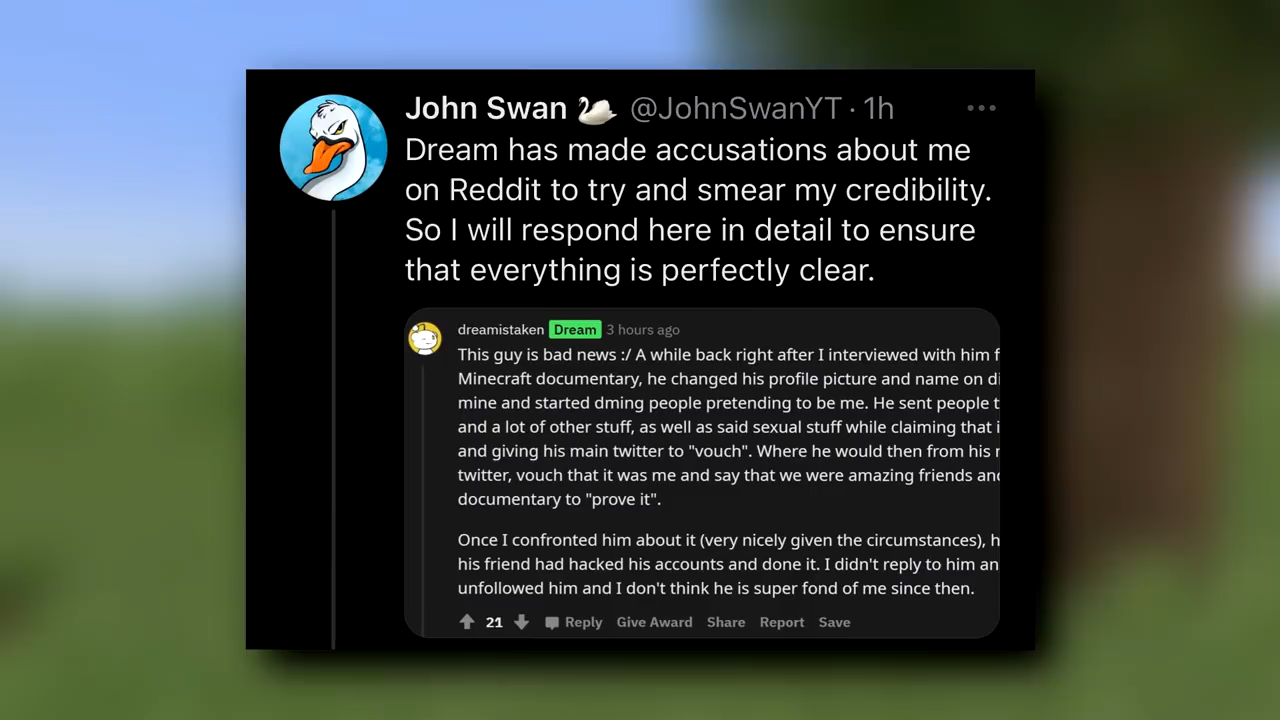 John Swan 🦢 @JohnSwanYT · 1h
Dream has made accusations about me
on Reddit to try and smear my credibility.
So I will respond here in detail to ensure
that everything is perfectly clear.
dreamistaken Dream 3 hours ago
This guy is bad news :/ A while back right after I interviewed with him f
Minecraft documentary, he changed his profile picture and name on di
mine and started dming people pretending to be me. He sent people t
and a lot of other stuff, as well as said sexual stuff while claiming that i
and giving his main twitter to "vouch". Where he would then from his r
twitter, vouch that it was me and say that we were amazing friends and
documentary to "prove it".
Once I confronted him about it (very nicely given the circumstances), h
his friend had hacked his accounts and done it. I didn't reply to him an
unfollowed him and I don't think he is super fond of me since then.
21 Reply Give Award Share Report Save